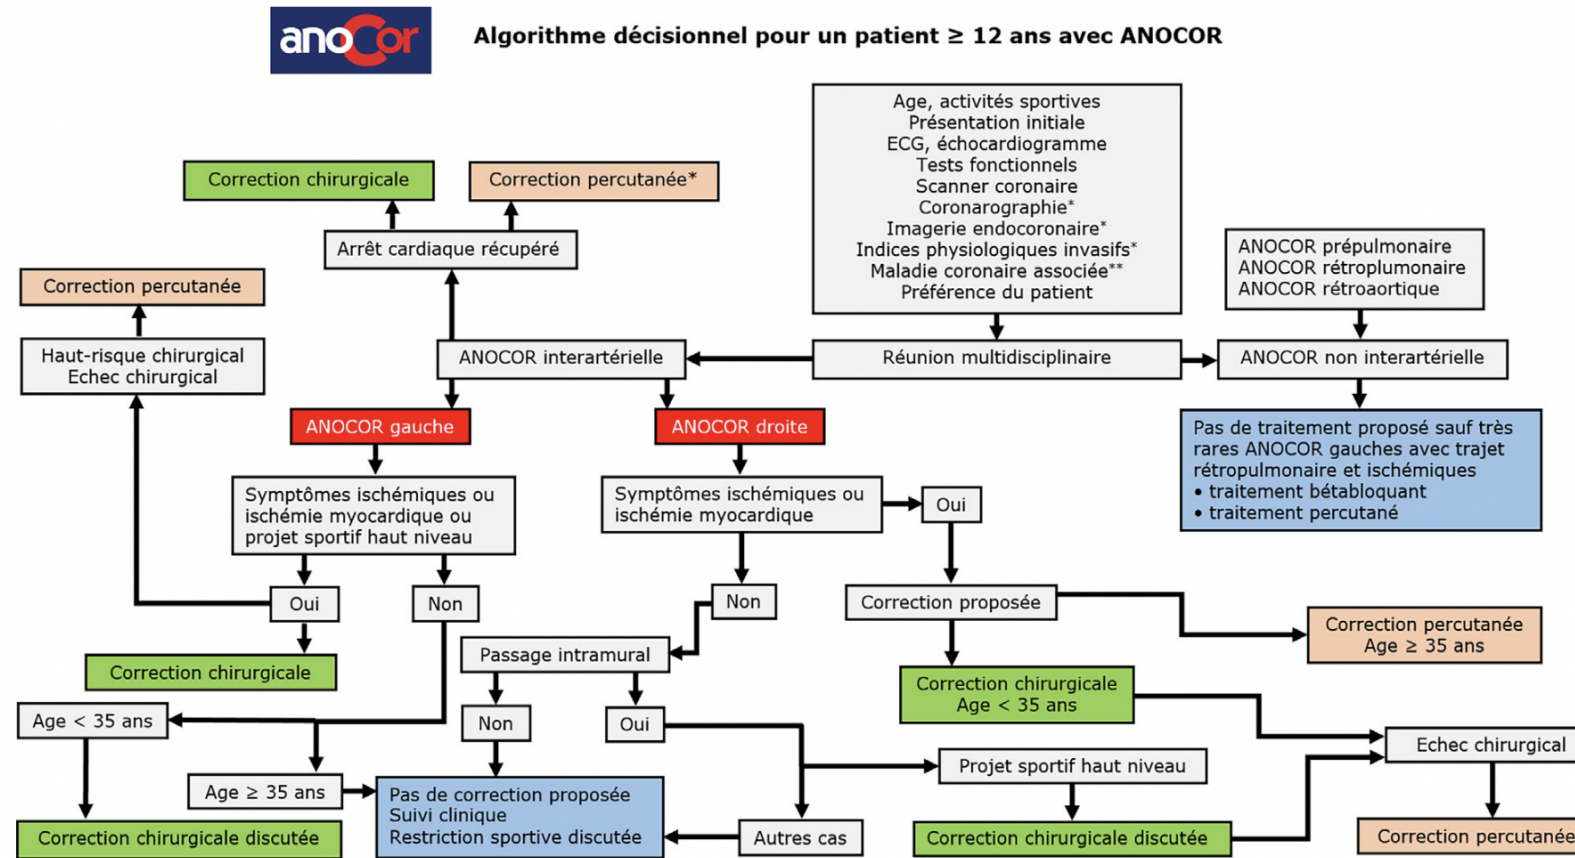 anoCor
Algorithme décisionnel pour un patient ≥ 12 ans avec ANOCOR
Age, activités sportives
Présentation initiale
ECG, échocardiogramme
Tests fonctionnels
Scanner coronaire
Coronarographie*
Imagerie endocoronaire*
Indices physiologiques invasifs*
Maladie coronaire associée**
Préférence du patient
Correction chirurgicale
Correction percutanée*
Arrêt cardiaque récupéré
ANOCOR prépulmonaire
ANOCOR rétroplumonaire
ANOCOR rétroaortique
Correction percutanée
Haut-risque chirurgical
Echec chirurgical
ANOCOR interartérielle
Réunion multidisciplinaire
ANOCOR non interartérielle
ANOCOR gauche
ANOCOR droite
Pas de traitement proposé sauf très
rares ANOCOR gauches avec trajet
rétropulmonaire et ischémiques
• traitement bétabloquant
• traitement percutané
Symptômes ischémiques ou
ischémie myocardique ou
projet sportif haut niveau
Symptômes ischémiques ou
ischémie myocardique
Oui
Oui
Non
Non
Correction proposée
Correction percutanée
Age ≥ 35 ans
Correction chirurgicale
Passage intramural
Correction chirurgicale
Age < 35 ans
Age < 35 ans
Non
Oui
Echec chirurgical
Projet sportif haut niveau
Age ≥ 35 ans
Pas de correction proposée
Suivi clinique
Restriction sportive discutée
Autres cas
Correction chirurgicale discutée
Correction chirurgicale discutée
Correction percutanée